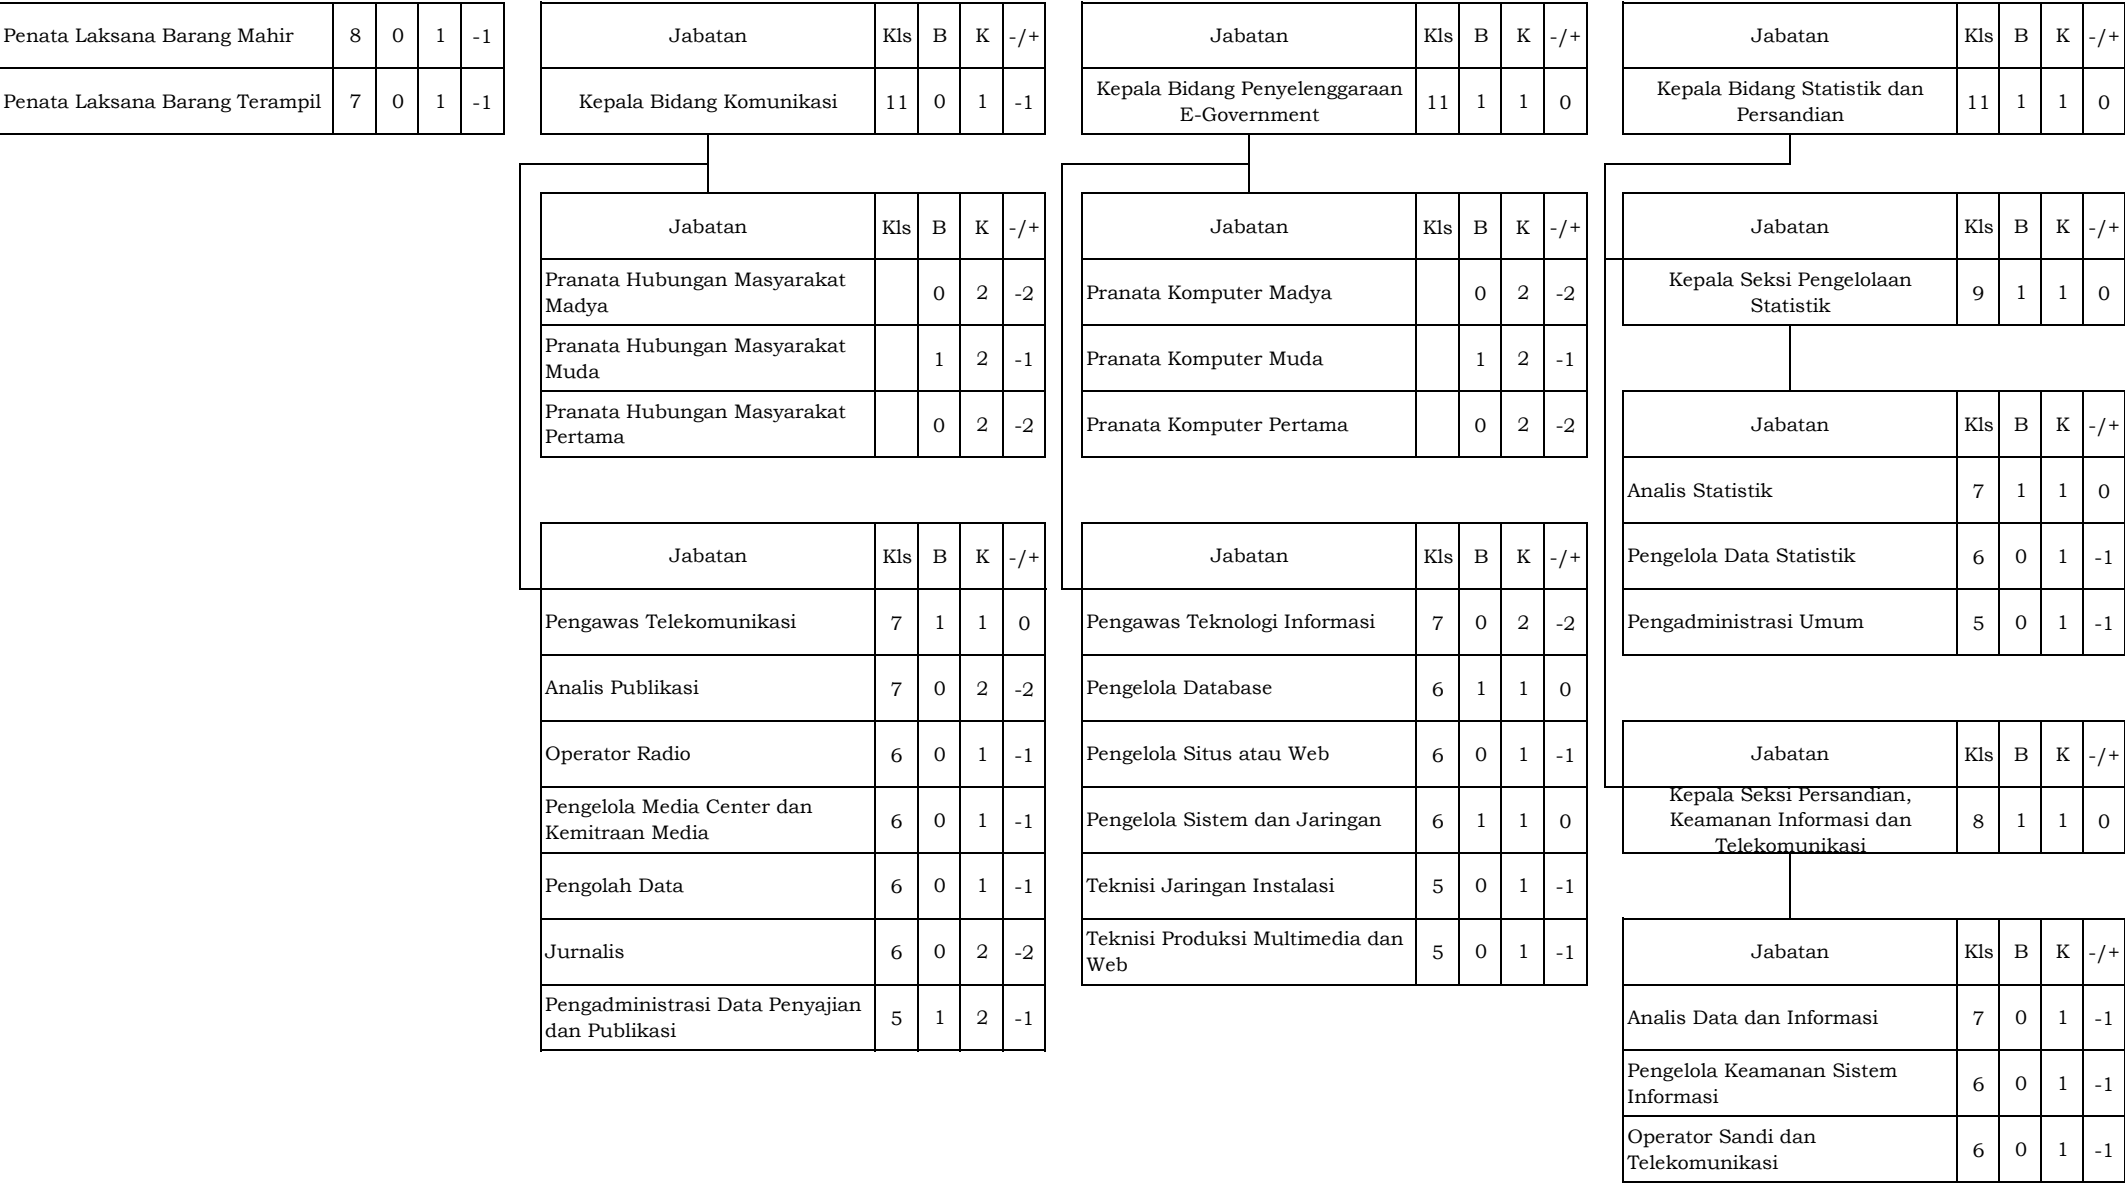 Penata Laksana Barang Mahir 8 0 1 -1
Penata Laksana Barang Terampil 7 0 1 -1
Jabatan Kls B K -/+
Kepala Bidang Komunikasi 11 0 1 -1
Jabatan Kls B K -/+
Pranata Hubungan Masyarakat
Madya 0 2 -2
Pranata Hubungan Masyarakat
Muda 1 2 -1
Pranata Hubungan Masyarakat
Pertama 0 2 -2
Jabatan Kls B K -/+
Pengawas Telekomunikasi 7 1 1 0
Analis Publikasi 7 0 2 -2
Operator Radio 6 0 1 -1
Pengelola Media Center dan
Kemitraan Media 6 0 1 -1
Pengolah Data 6 0 1 -1
Jurnalis 6 0 2 -2
Pengadministrasi Data Penyajian
dan Publikasi 5 1 2 -1
Jabatan Kls B K -/+
Kepala Bidang Penyelenggaraan
E-Government 11 1 1 0
Jabatan Kls B K -/+
Pranata Komputer Madya 0 2 -2
Pranata Komputer Muda 1 2 -1
Pranata Komputer Pertama 0 2 -2
Jabatan Kls B K -/+
Pengawas Teknologi Informasi 7 0 2 -2
Pengelola Database 6 1 1 0
Pengelola Situs atau Web 6 0 1 -1
Pengelola Sistem dan Jaringan 6 1 1 0
Teknisi Jaringan Instalasi 5 0 1 -1
Teknisi Produksi Multimedia dan
Web 5 0 1 -1
Jabatan Kls B K -/+
Kepala Bidang Statistik dan
Persandian 11 1 1 0
Jabatan Kls B K -/+
Kepala Seksi Pengelolaan
Statistik 9 1 1 0
Jabatan Kls B K -/+
Analis Statistik 7 1 1 0
Pengelola Data Statistik 6 0 1 -1
Pengadministrasi Umum 5 0 1 -1
Jabatan Kls B K -/+
Kepala Seksi Persandian,
Keamanan Informasi dan
Telekomunikasi 8 1 1 0
Jabatan Kls B K -/+
Analis Data dan Informasi 7 0 1 -1
Pengelola Keamanan Sistem
Informasi 6 0 1 -1
Operator Sandi dan
Telekomunikasi 6 0 1 -1